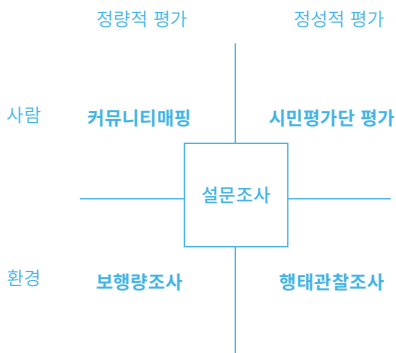 정량적 평가
정성적 평가
사람
커뮤니티매핑
시민평가단 평가
설문조사
환경
보행량조사
행태관찰조사